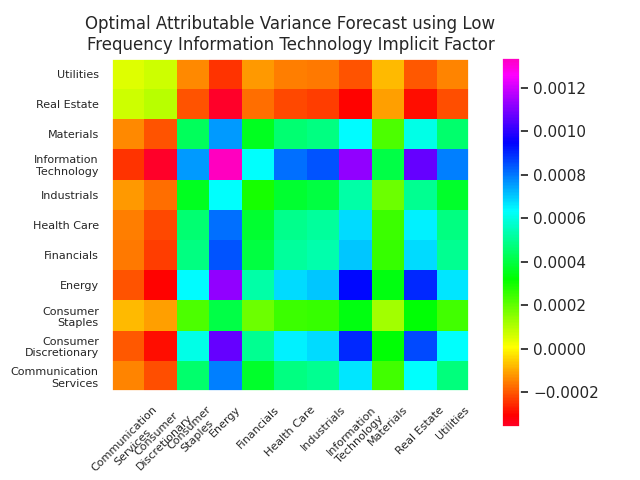 Optimal Attributable Variance Forecast using Low
Frequency Information Technology Implicit Factor
Utilities
Real Estate
Materials
Information
Technology
Industrials
Health Care
Financials
Energy
Consumer
Staples
Consumer
Discretionary
Communication
Services
Communication
Services
Consumer
Discretionary
Consumer
Staples
Energy
Financials
Health Care
Industrials
Information
Technology
Materials
Real Estate
Utilities
0.0012
0.0010
0.0008
0.0006
0.0004
0.0002
0.0000
−0.0002